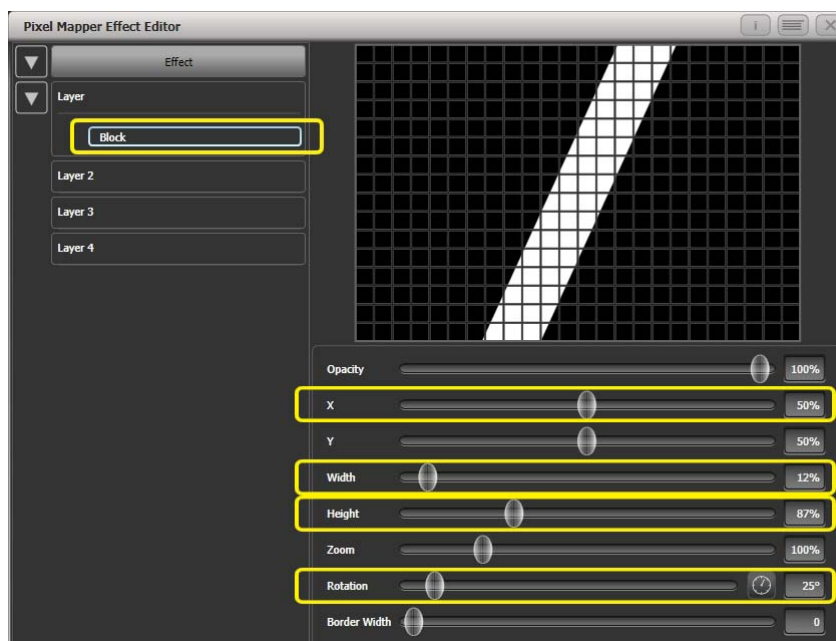 Pixel Mapper Effect Editor
Effect
Layer
Block
Layer 2
Layer 3
Layer 4
Opacity 100%
X 50%
Y 50%
Width 12%
Height 87%
Zoom 100%
Rotation 25°
Border Width 0